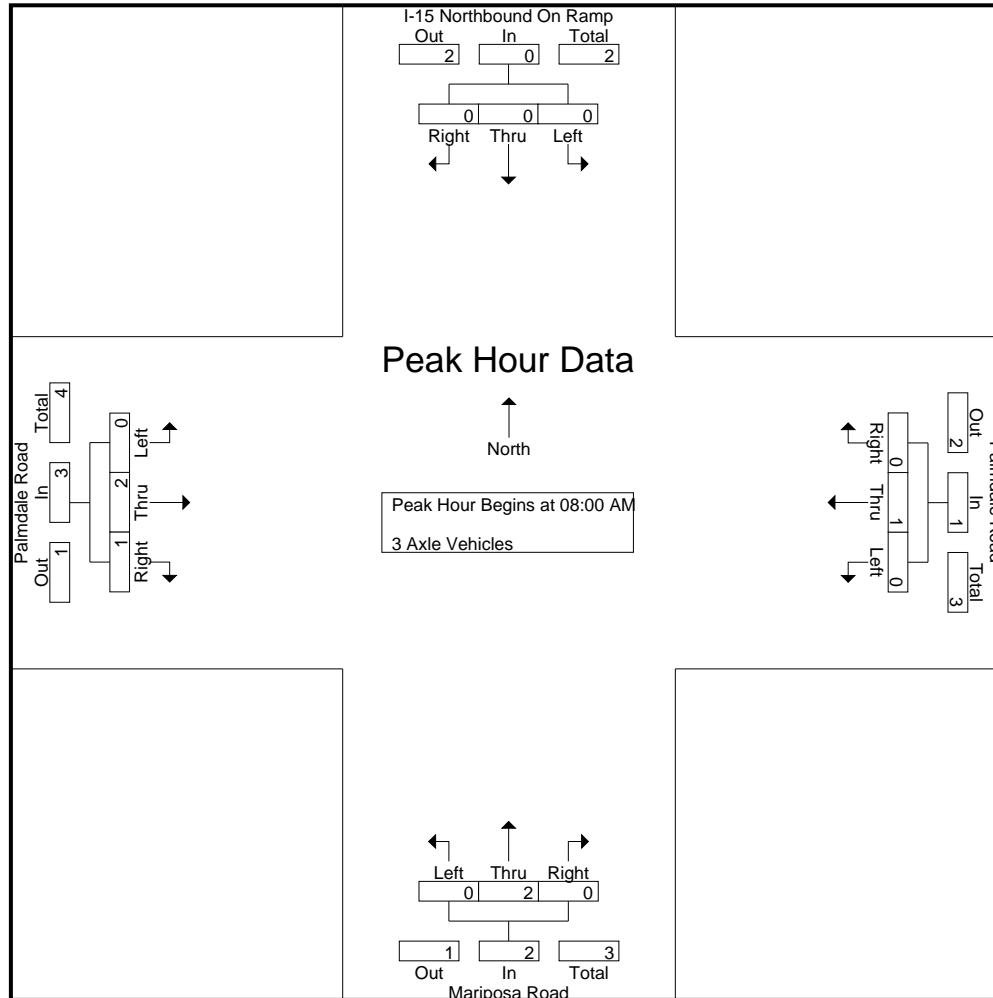 I-15 Northbound On Ramp
Out In Total
2 0 2
0 0 0
Right Thru Left
Peak Hour Data
North
Peak Hour Begins at 08:00 AM
3 Axle Vehicles
Palmdale Road
Out In Total
1 3 4
Right Thru Left
1 2 0
Out In Total
2 1 3
Right Thru Left
0 1 0
Left Thru Right
0 2 0
1 2 3
Out In Total
Mariposa Road